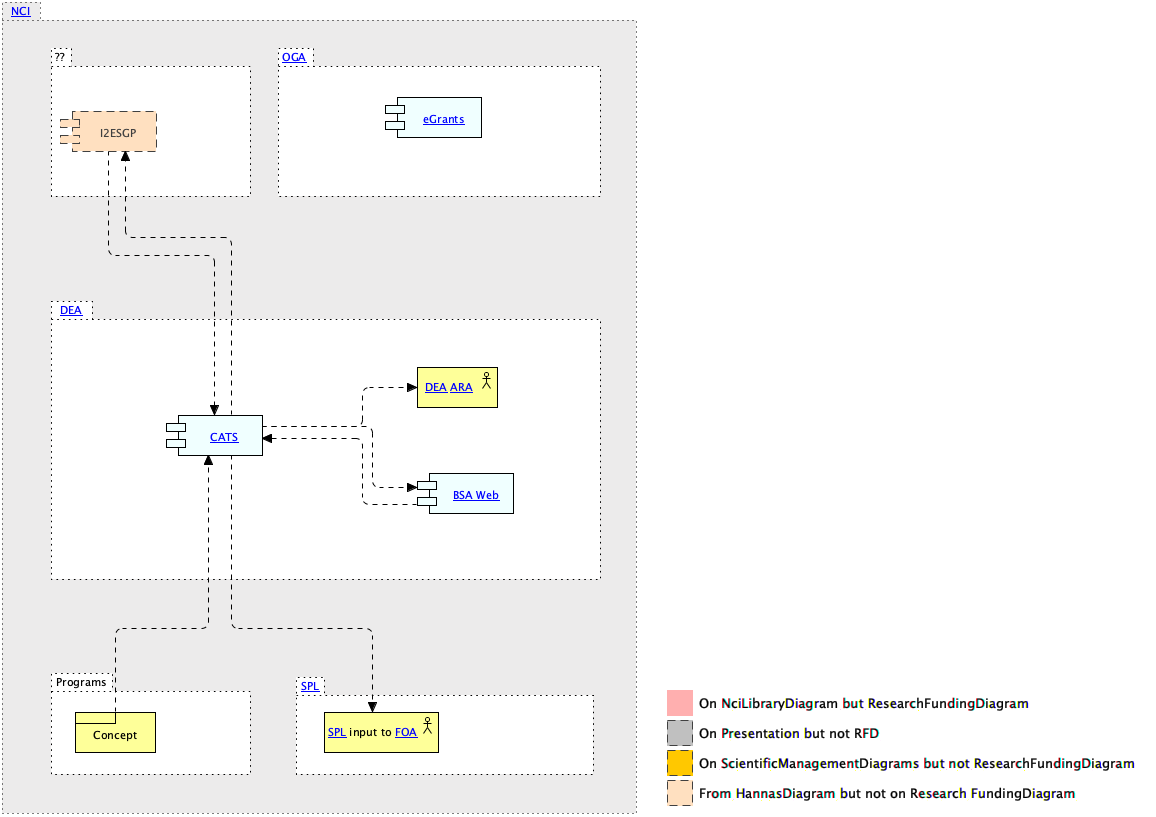 NCI
??
OGA
I2ESGP
eGrants
DEA
DEA ARA
CATS
BSA Web
Programs
SPL
Concept
SPL input to FOA
On NciLibraryDiagram but ResearchFundingDiagram
On Presentation but not RFD
On ScientificManagementDiagrams but not ResearchFundingDiagram
From HannasDiagram but not on Research FundingDiagram